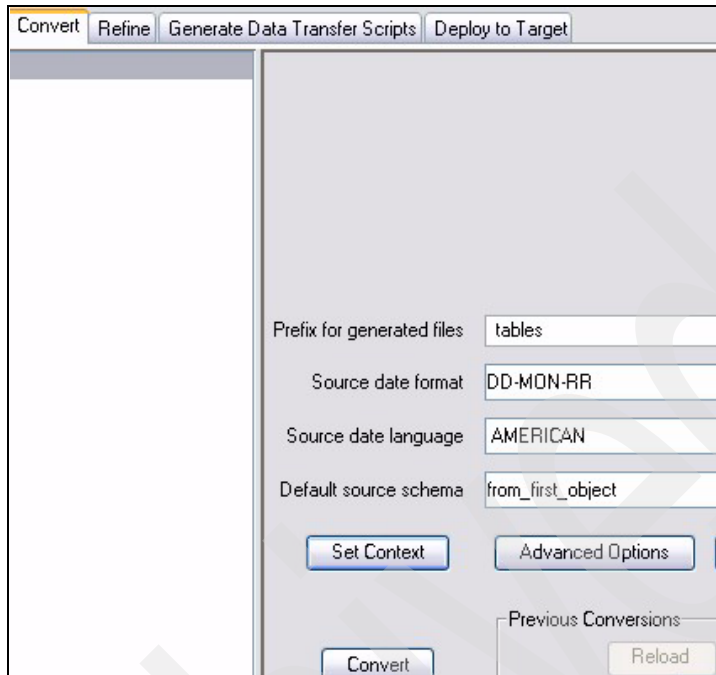 Convert Refine Generate Data Transfer Scripts Deploy to Target
Prefix for generated files tables
Source date format DD-MON-RR
Source date language AMERICAN
Default source schema from_first_object
Set Context Advanced Options
Previous Conversions
Convert Reload